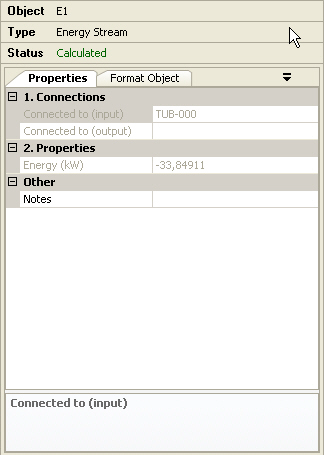 Object E1
Type Energy Stream
Status Calculated
Properties Format Object
1. Connections
Connected to (input) TUB-000
Connected to (output)
2. Properties
Energy (kW) -33,84911
Other
Notes
Connected to (input)